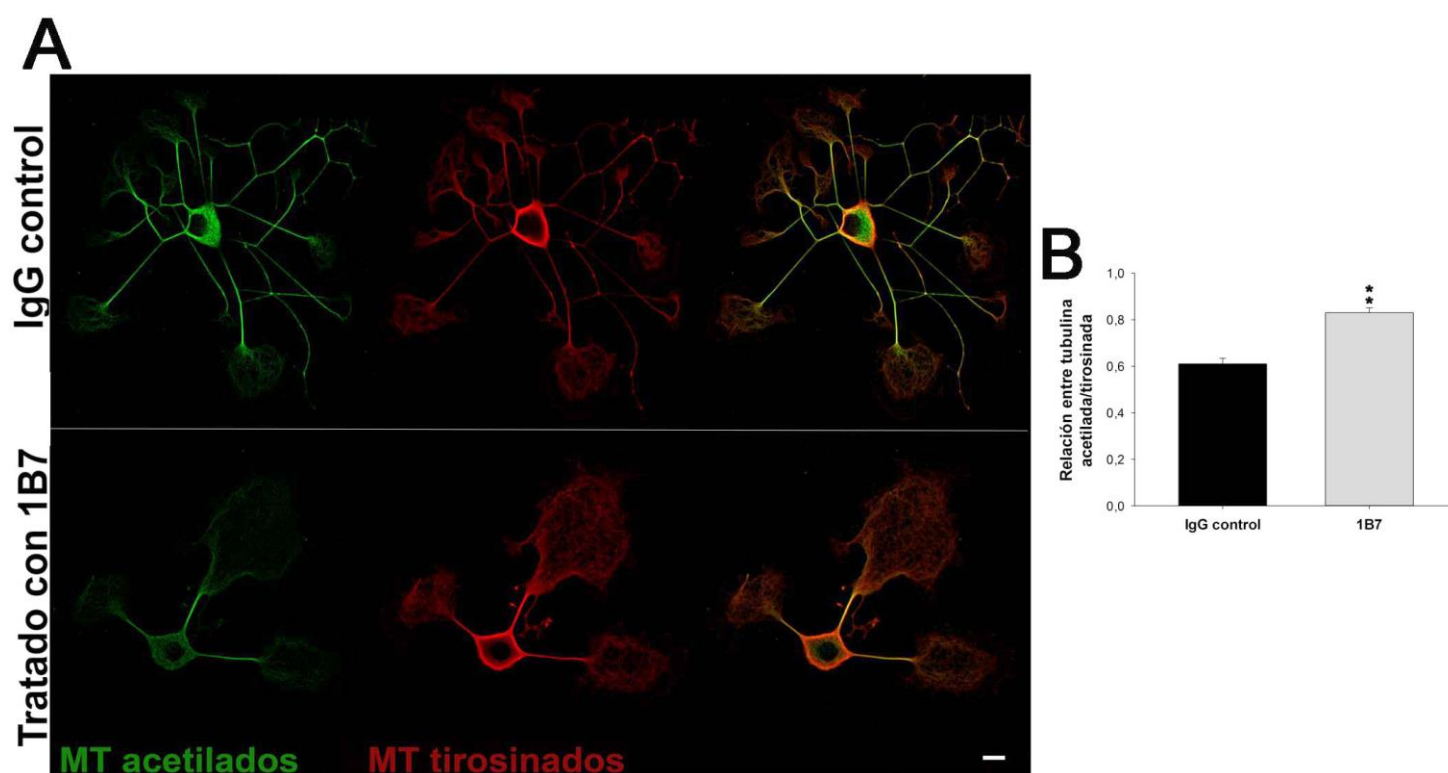 A
IgG control
Tratado con 1B7
MT acetilados
MT tirosinados
B
Relación entre tubulina
acetilada/tirosinada
1,0
0,8
0,6
0,4
0,2
0,0
**
IgG control
1B7